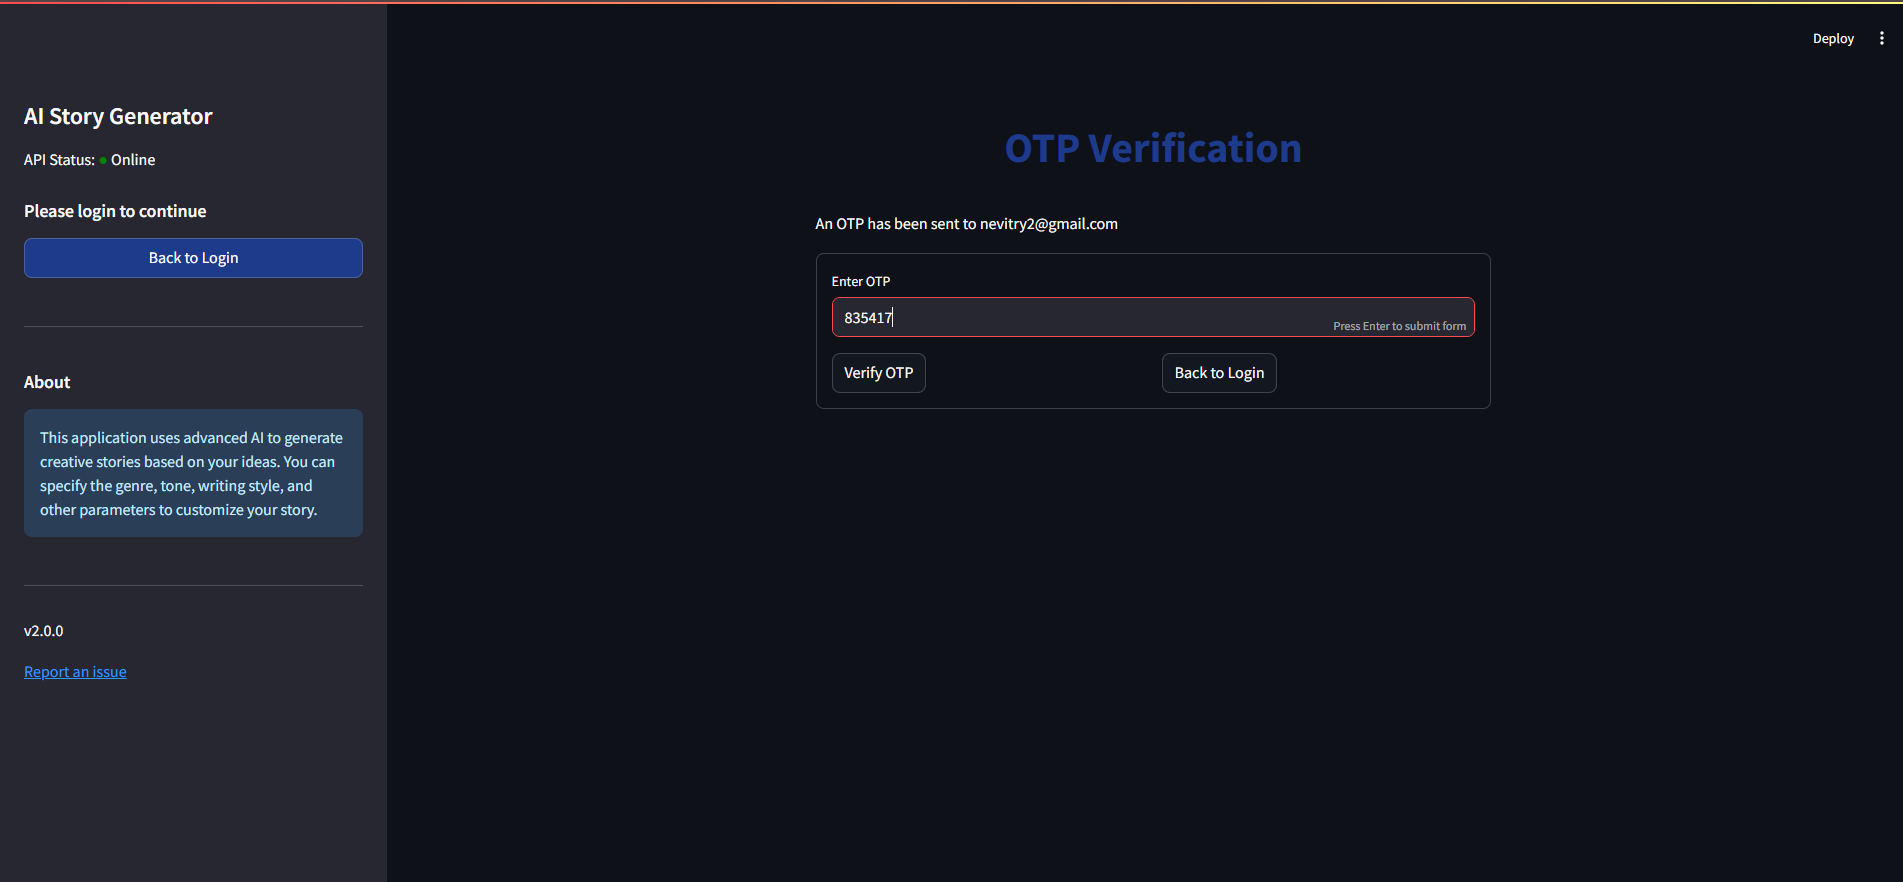 Deploy
AI Story Generator
API Status: Online
Please login to continue
Back to Login
About
This application uses advanced AI to generate
creative stories based on your ideas. You can
specify the genre, tone, writing style, and
other parameters to customize your story.
v2.0.0
Report an issue
OTP Verification
An OTP has been sent to nevitry2@gmail.com
Enter OTP
835417
Press Enter to submit form
Verify OTP
Back to Login